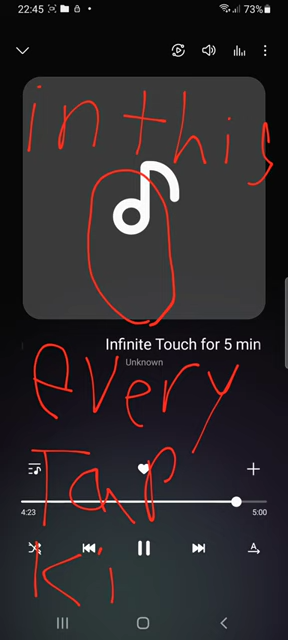 22:45
73%
in this
Infinite Touch for 5 min
Unknown
every
Tap
4:23
5:00
Ki